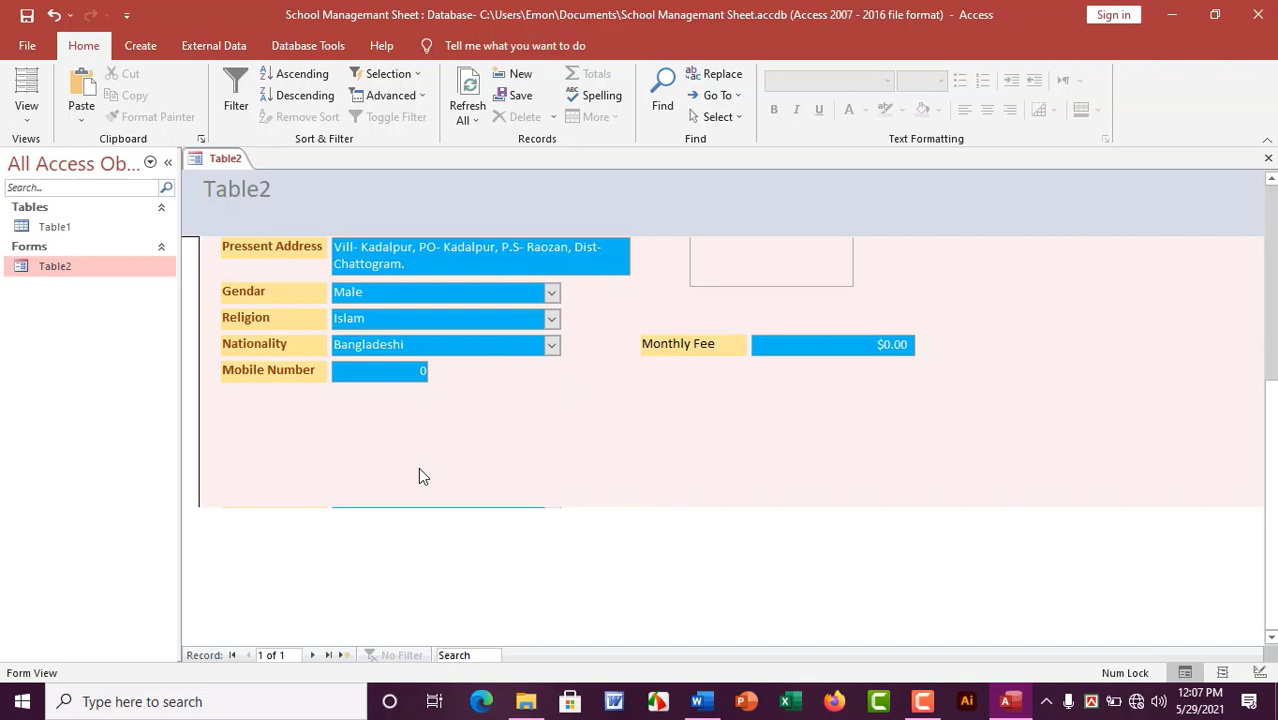 School Managamant Sheet : Database- C:\Users\Emon\Documents\School Managamant Sheet.accdb (Access 2007 - 2016 file format) - Access
Sign in
File Home Create External Data Database Tools Help Tell me what you want to do
View
Views
Paste
Cut
Copy
Format Painter
Clipboard
Filter
Ascending
Descending
Remove Sort
Selection
Advanced
Toggle Filter
Sort & Filter
Refresh
All
New
Save
Delete
Totals
Spelling
More
Records
Find
Replace
Go To
Select
Find
B I U A
Text Formatting
All Access Ob...
Search...
Tables
Table1
Forms
Table2
Table2
Table2
Pressent Address Vill- Kadalpur, PO- Kadalpur, P.S- Raozan, Dist-
Chattogram.
Gendar Male
Religion Islam
Nationality Bangladeshi
Monthly Fee $0.00
Mobile Number 0
Record: 1 of 1 No Filter Search
Form View
Num Lock
Type here to search
Ai
12:07 PM
5/29/2021